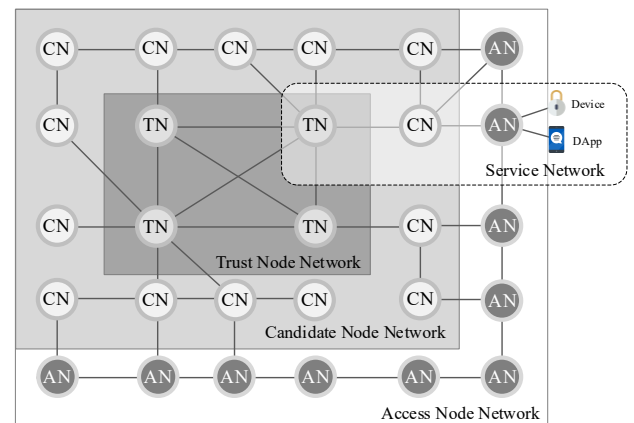 CN CN CN CN CN AN
CN TN TN CN AN Device
DApp
Service Network
CN TN TN CN AN
Trust Node Network
CN CN CN CN CN AN
Candidate Node Network
AN AN AN AN AN AN
Access Node Network